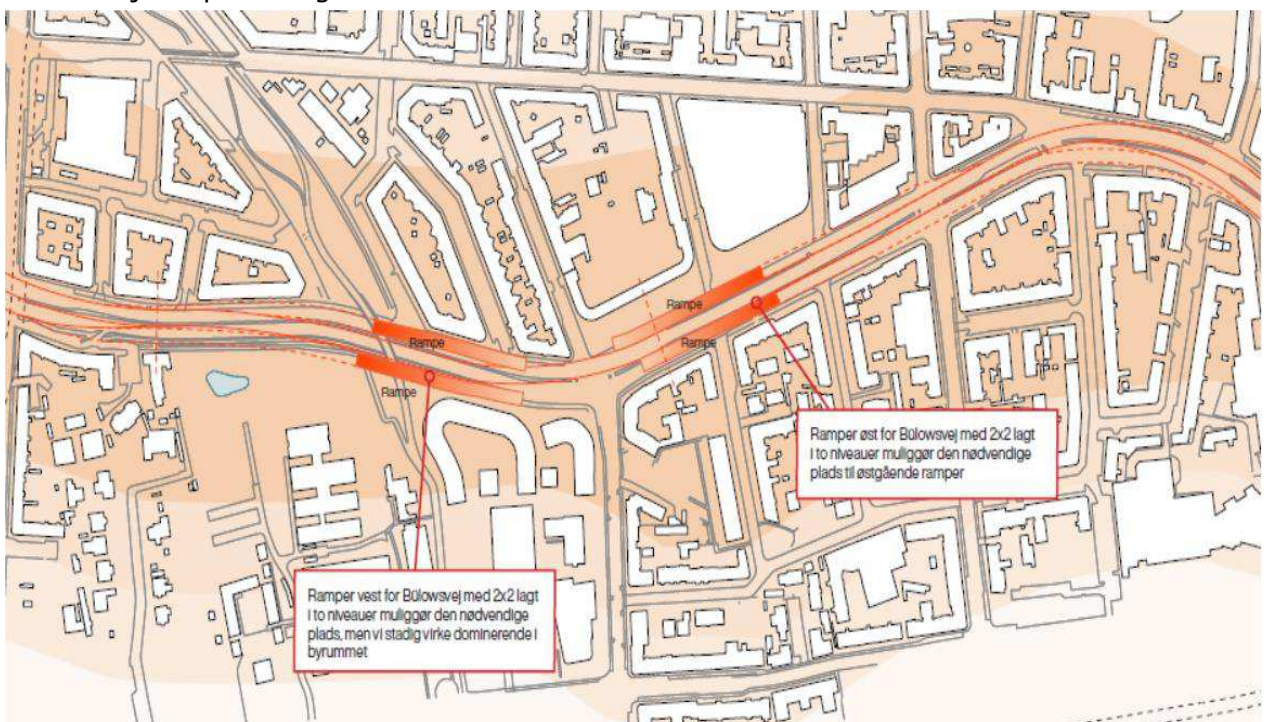 Rampe
Rampe
Rampe
Rampe
Ramper øst for Bülowsvej med 2x2 lagt
i to niveauer muliggør den nødvendige
plads til østgående ramper
Ramper vest for Bülowsvej med 2x2 lagt
i to niveauer muliggør den nødvendige
plads, men vi stadig virke dominerende i
byrummet